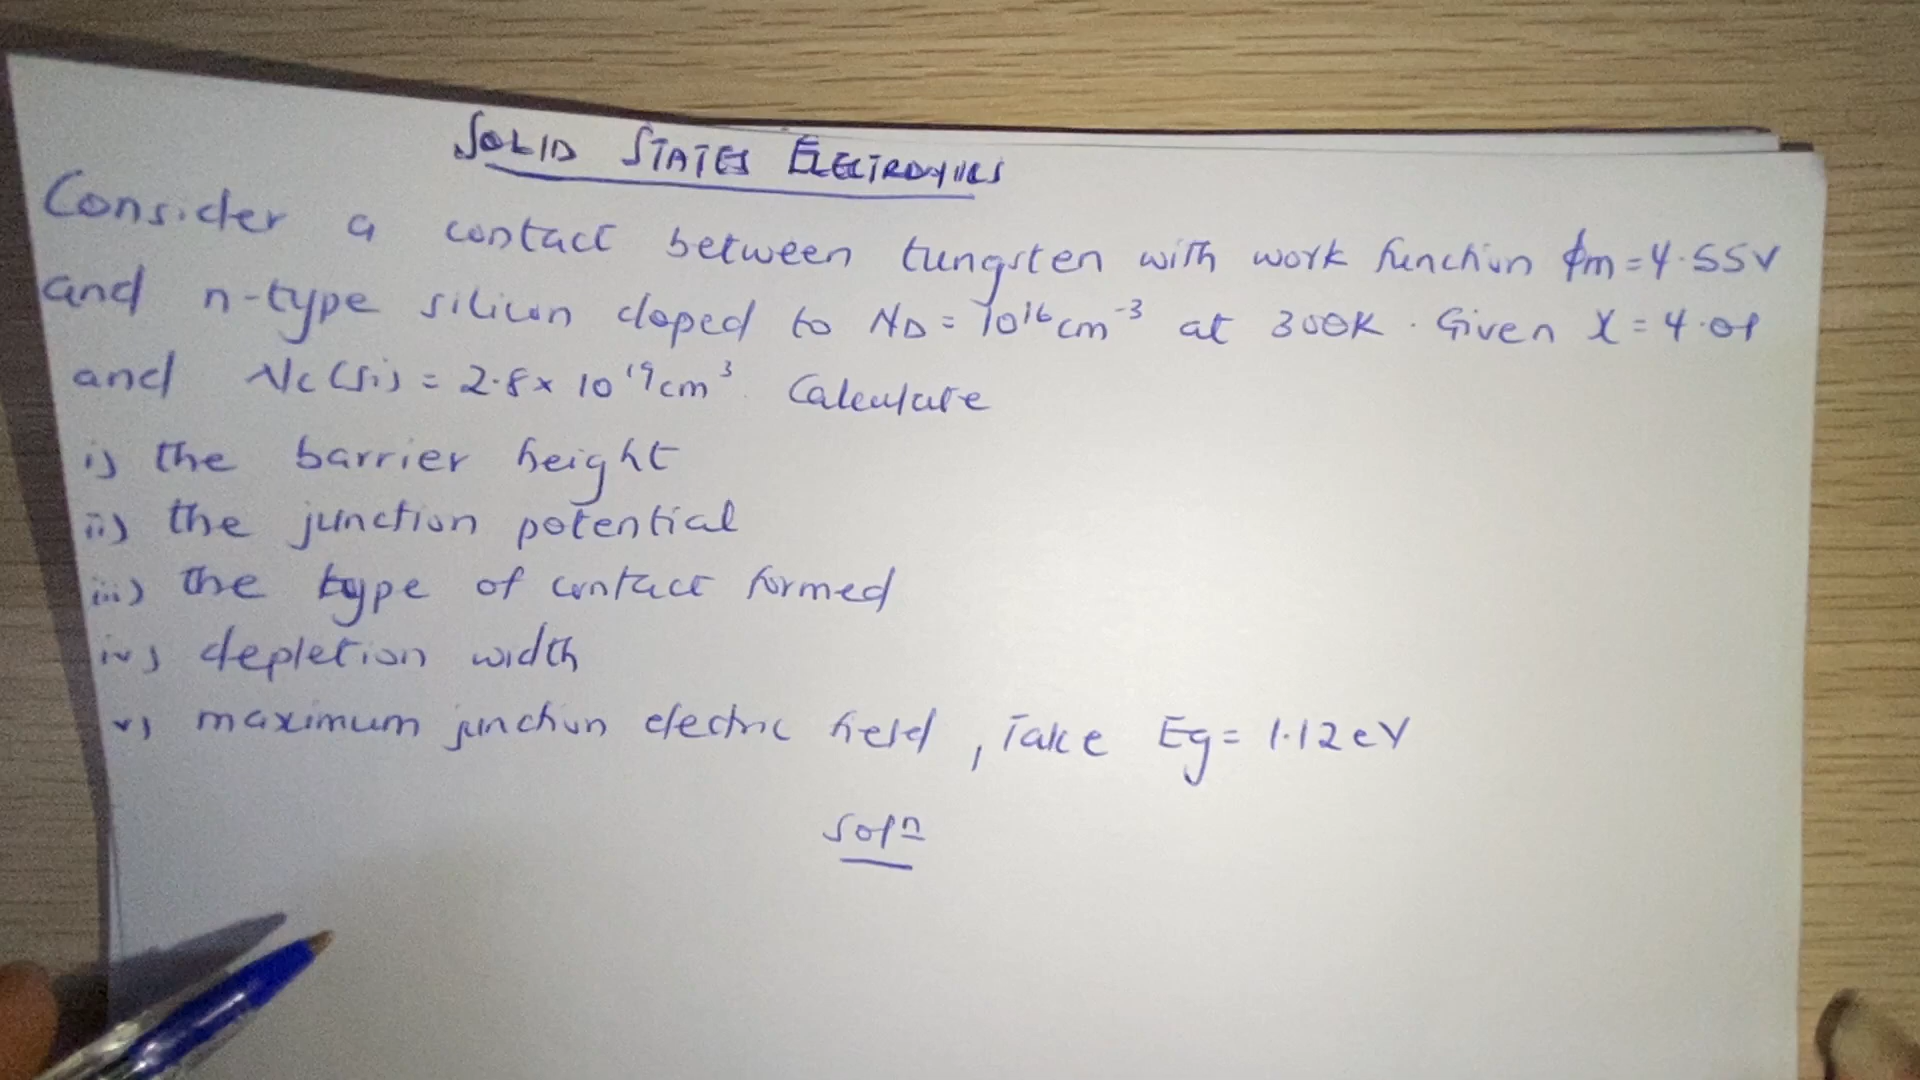 SOLID STATES ELECTRONICS
Consider a contact between tungsten with work function ϕm = 4.55V
and n-type silicon doped to ND = 10¹⁶cm⁻³ at 300K. Given X = 4.01
and Nc(si) = 2.8 x 10¹⁹cm³. Calculate
i) the barrier height
ii) the junction potential
iii) the type of contact formed
iv) depletion width
v) maximum junction electric field, Take Eg = 1.12eV
Solⁿ